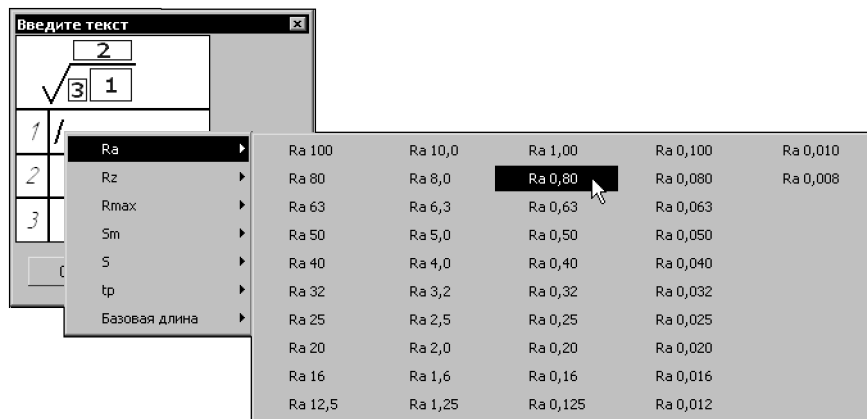 Введите текст
2
3 1
1
2
3
Ra
Rz
Rmax
Sm
S
tp
Базовая длина
Ra 100 Ra 10,0 Ra 1,00 Ra 0,100 Ra 0,010
Ra 80 Ra 8,0 Ra 0,80 Ra 0,080 Ra 0,008
Ra 63 Ra 6,3 Ra 0,63 Ra 0,063
Ra 50 Ra 5,0 Ra 0,50 Ra 0,050
Ra 40 Ra 4,0 Ra 0,40 Ra 0,040
Ra 32 Ra 3,2 Ra 0,32 Ra 0,032
Ra 25 Ra 2,5 Ra 0,25 Ra 0,025
Ra 20 Ra 2,0 Ra 0,20 Ra 0,020
Ra 16 Ra 1,6 Ra 0,16 Ra 0,016
Ra 12,5 Ra 1,25 Ra 0,125 Ra 0,012